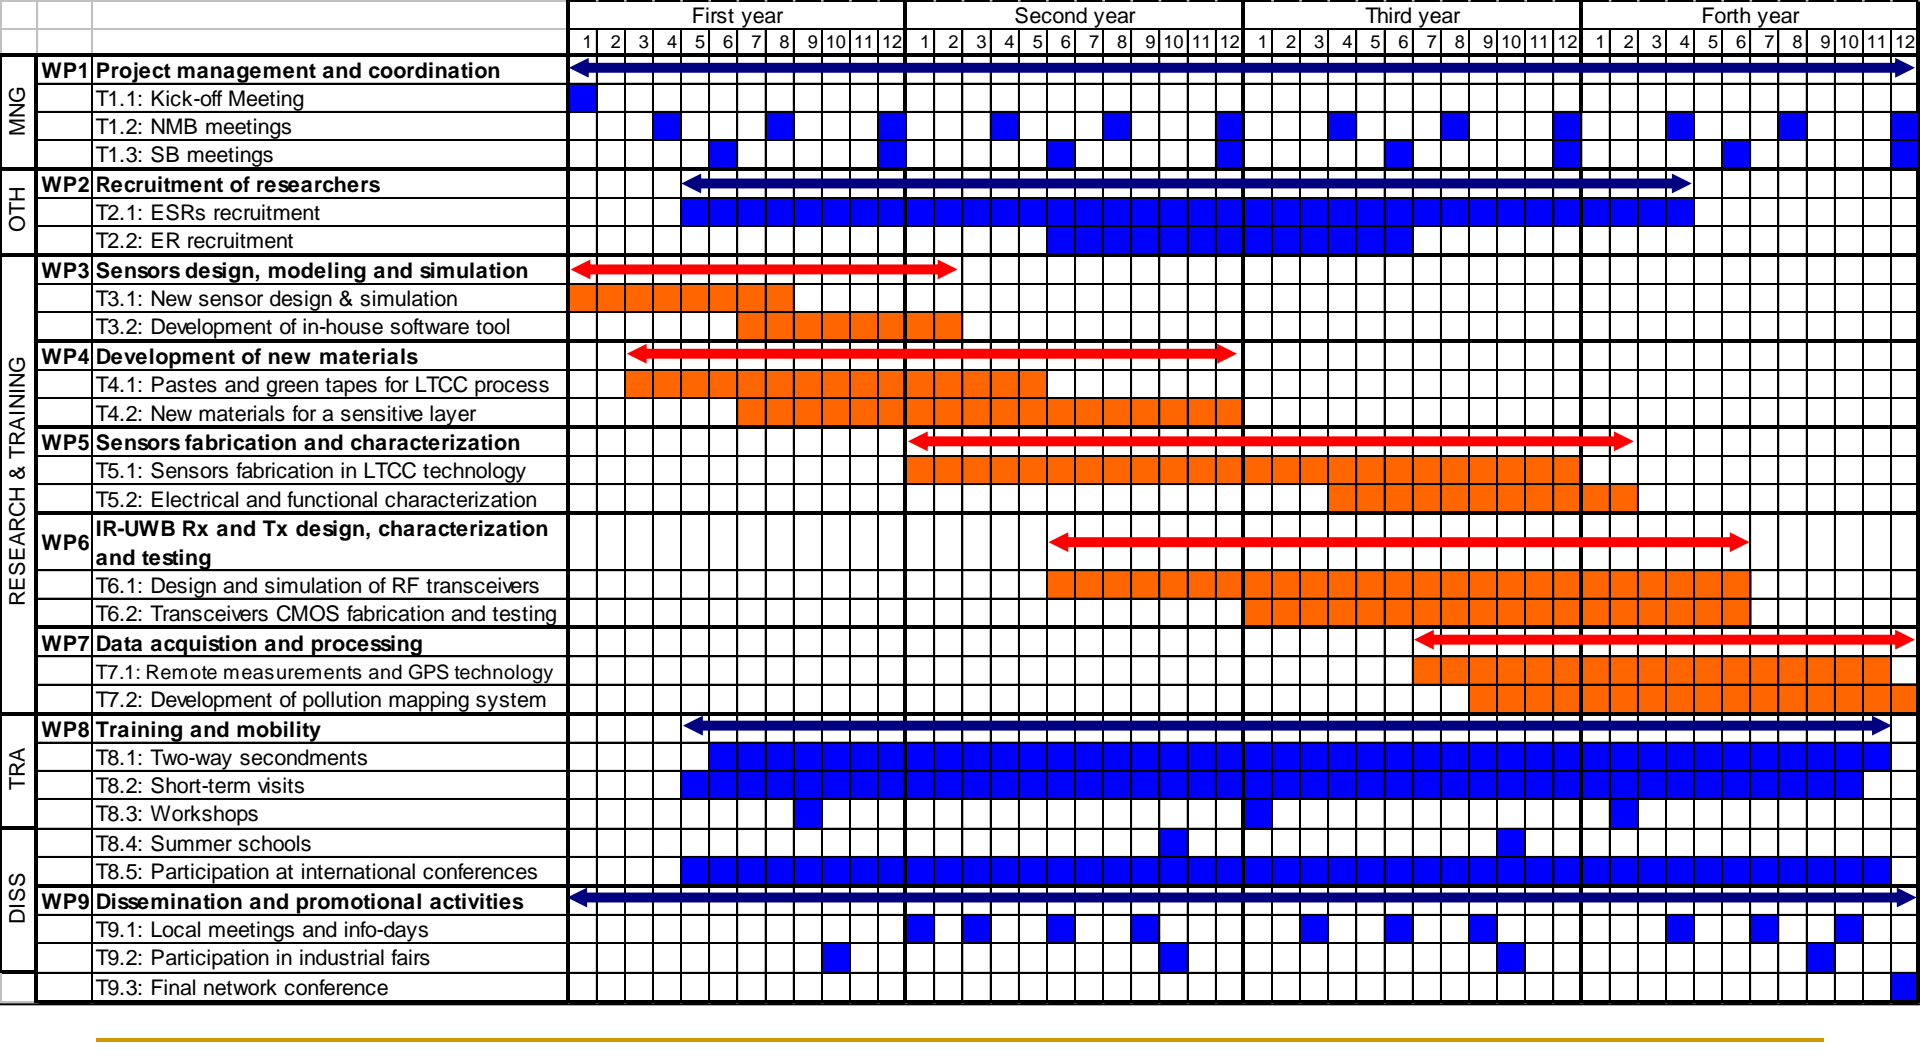 First year Second year Third year Forth year
1 2 3 4 5 6 7 8 9 10 11 12 1 2 3 4 5 6 7 8 9 10 11 12 1 2 3 4 5 6 7 8 9 10 11 12 1 2 3 4 5 6 7 8 9 10 11 12
MNG
WP1 Project management and coordination
T1.1: Kick-off Meeting
T1.2: NMB meetings
T1.3: SB meetings
OTH
WP2 Recruitment of researchers
T2.1: ESRs recruitment
T2.2: ER recruitment
RESEARCH & TRAINING
WP3 Sensors design, modeling and simulation
T3.1: New sensor design & simulation
T3.2: Development of in-house software tool
WP4 Development of new materials
T4.1: Pastes and green tapes for LTCC process
T4.2: New materials for a sensitive layer
WP5 Sensors fabrication and characterization
T5.1: Sensors fabrication in LTCC technology
T5.2: Electrical and functional characterization
WP6 IR-UWB Rx and Tx design, characterization
and testing
T6.1: Design and simulation of RF transceivers
T6.2: Transceivers CMOS fabrication and testing
WP7 Data acquistion and processing
T7.1: Remote measurements and GPS technology
T7.2: Development of pollution mapping system
TRA
WP8 Training and mobility
T8.1: Two-way secondments
T8.2: Short-term visits
T8.3: Workshops
DISS
T8.4: Summer schools
T8.5: Participation at international conferences
WP9 Dissemination and promotional activities
T9.1: Local meetings and info-days
T9.2: Participation in industrial fairs
T9.3: Final network conference